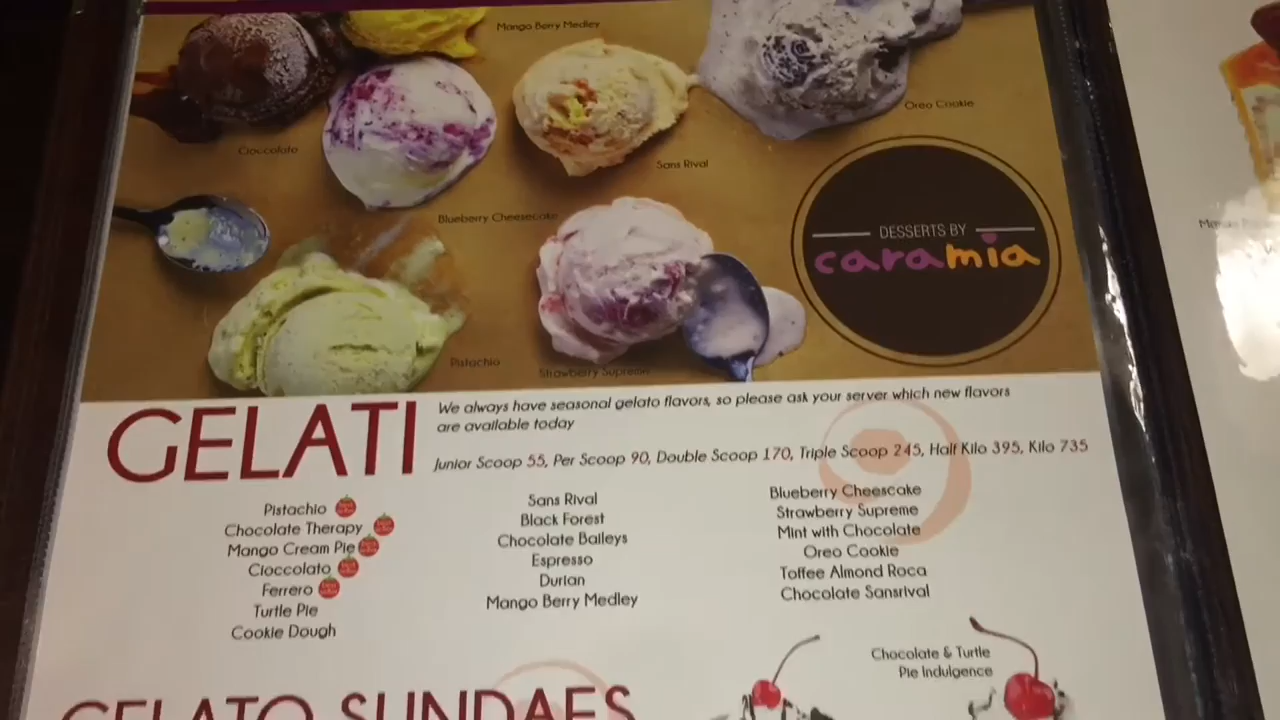 Mango Berry Medley
Oreo Cookie
Cioccolato
Sans Rival
Blueberry Cheesecake
DESSERTS BY
caramia
Pistachio
Strawberry Supreme
GELATI
We always have seasonal gelato flavors, so please ask your server which new flavors
are available today
Junior Scoop 55, Per Scoop 90, Double Scoop 170, Triple Scoop 245, Half Kilo 395, Kilo 735
Pistachio
Chocolate Therapy
Mango Cream Pie
Cioccolato
Ferrero
Turtle Pie
Cookie Dough
Sans Rival
Black Forest
Chocolate Baileys
Espresso
Durian
Mango Berry Medley
Blueberry Cheescake
Strawberry Supreme
Mint with Chocolate
Oreo Cookie
Toffee Almond Roca
Chocolate Sansrival
Chocolate & Turtle
Pie Indulgence
GELATO SUNDAES